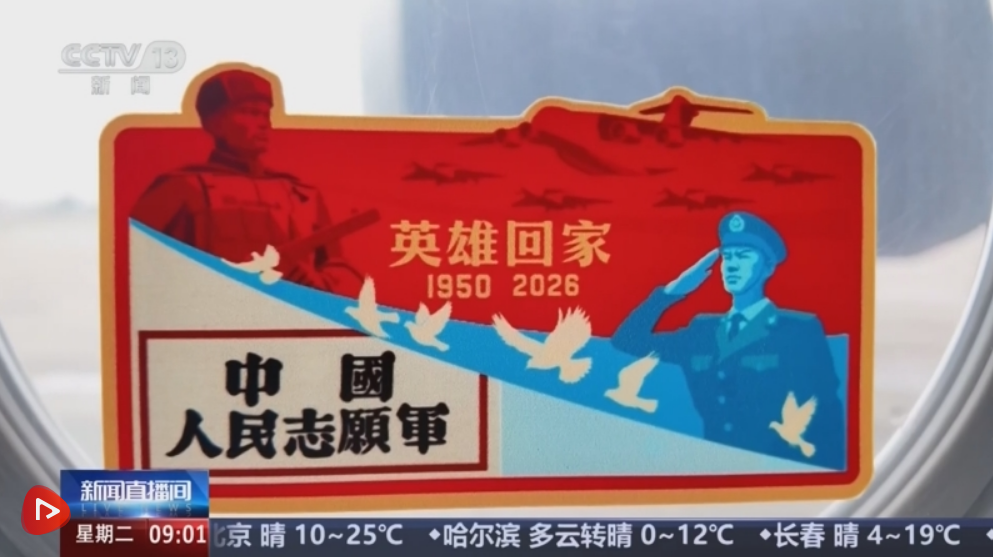 CCTV 13
新闻
英雄回家
1950 2026
中國
人民志願軍
新闻直播间
LIVE NEWS
星期二 09:01
北京 晴 10~25℃ ◆哈尔滨 多云转晴 0~12℃ ◆长春 晴 4~19℃ ◆